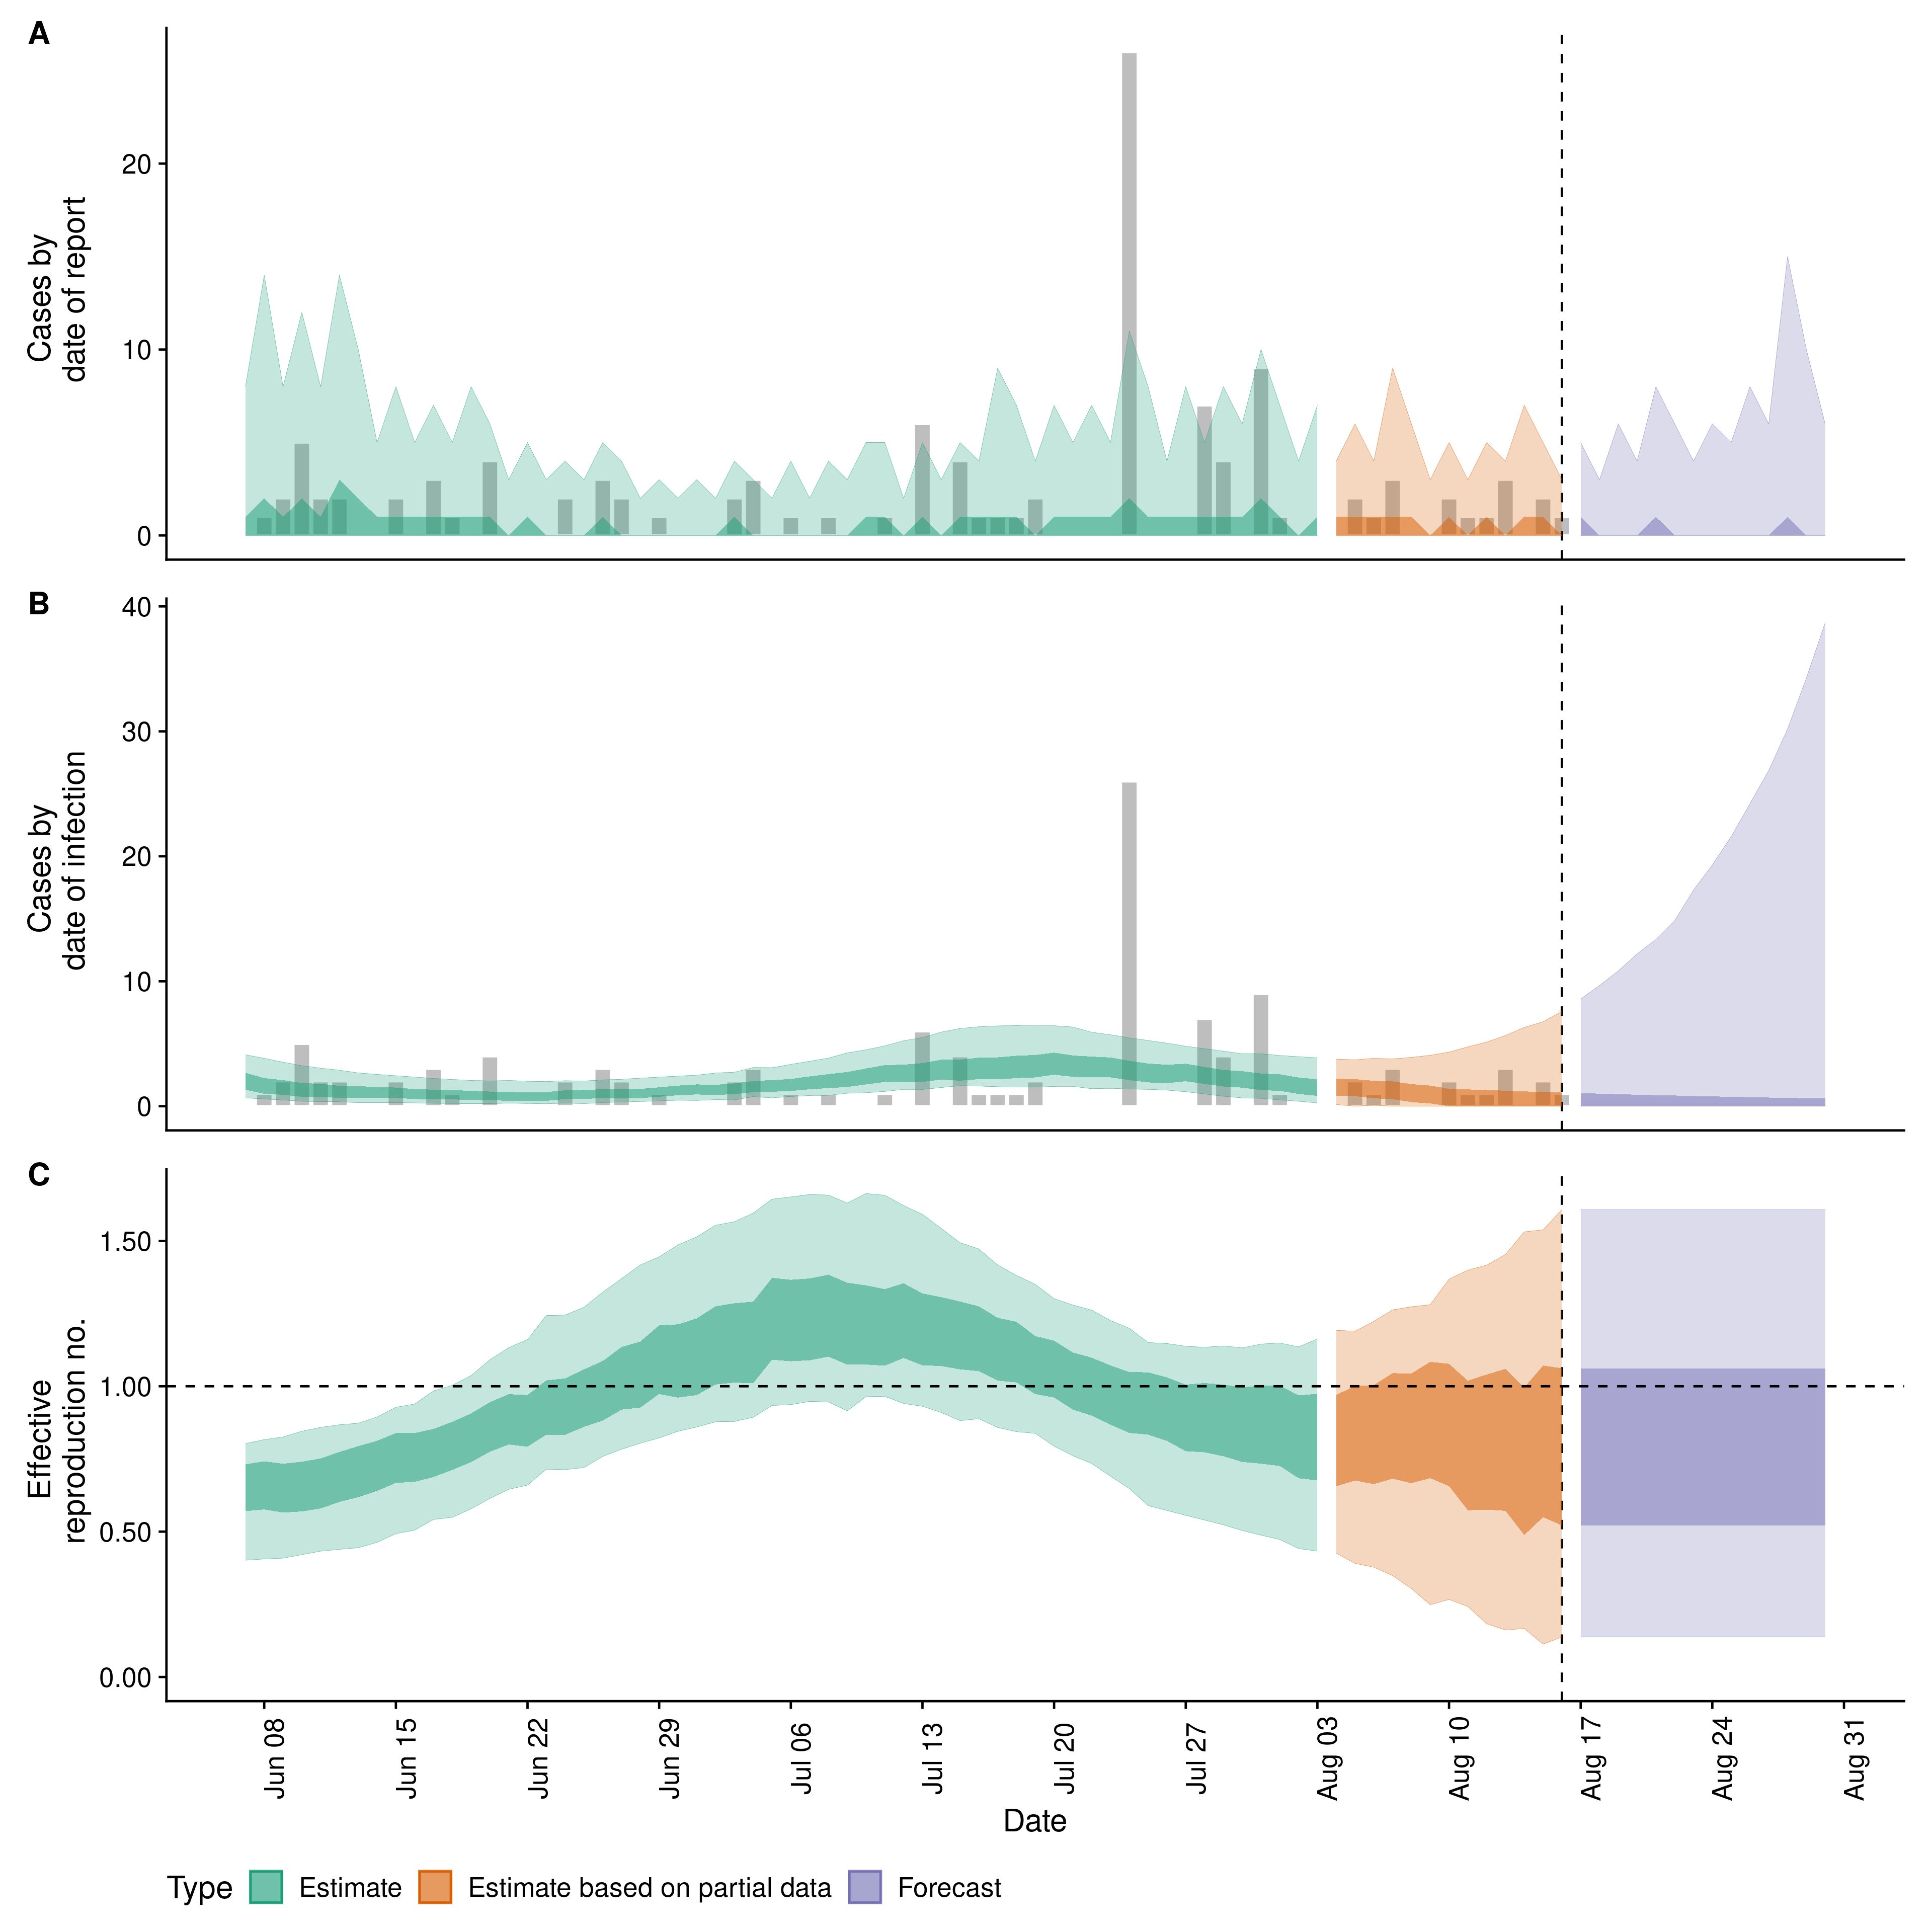 A
Cases by
date of report
20
10
0
B
Cases by
date of infection
40
30
20
10
0
C
Effective
reproduction no.
1.50
1.00
0.50
0.00
Jun 08
Jun 15
Jun 22
Jun 29
Jul 06
Jul 13
Jul 20
Jul 27
Aug 03
Aug 10
Aug 17
Aug 24
Aug 31
Date
Type Estimate Estimate based on partial data Forecast